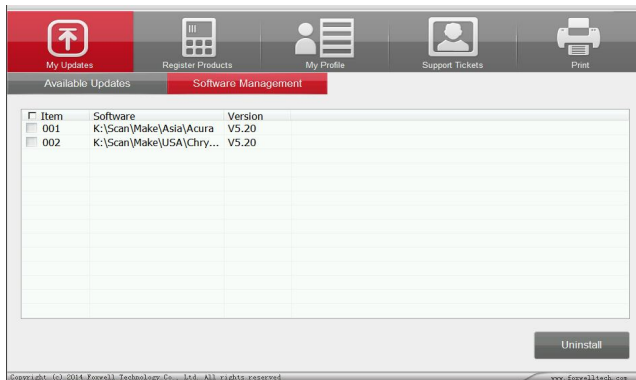 My Updates Register Products My Profile Support Tickets Print
Available Updates Software Management
Item Software Version
001 K:\Scan\Make\Asia\Acura V5.20
002 K:\Scan\Make\USA\Chry... V5.20
Uninstall
Copyright (c) 2014 Foxwell Technology Co., Ltd. All rights reserved www.foxwelltech.com